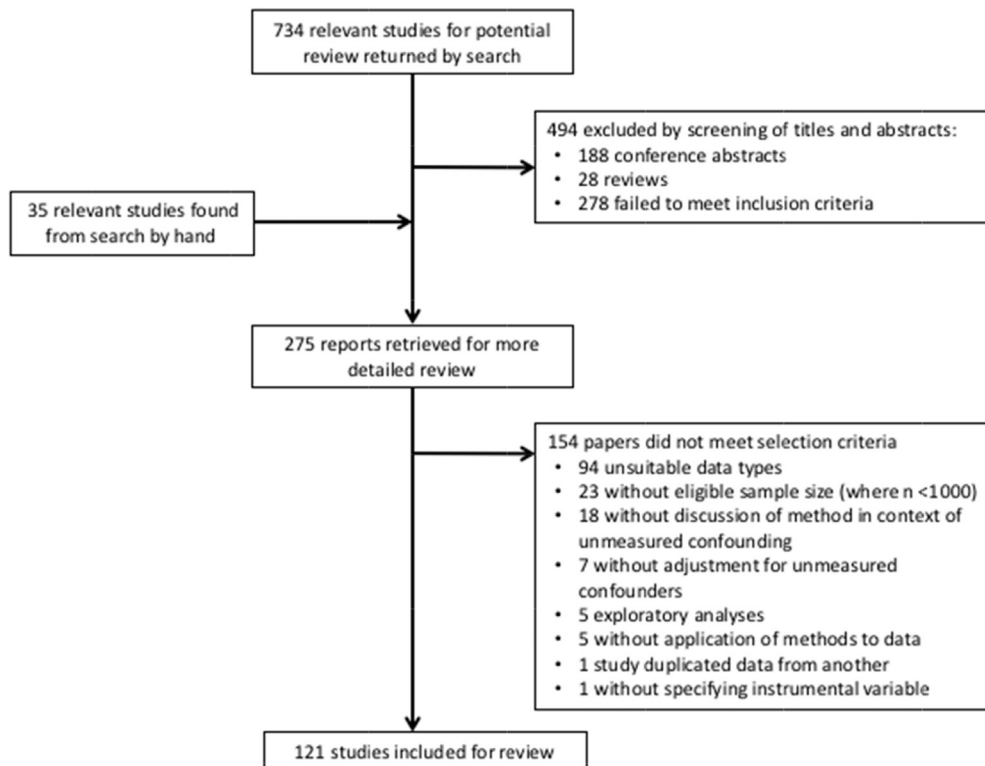 734 relevant studies for potential
review returned by search
494 excluded by screening of titles and abstracts:
• 188 conference abstracts
• 28 reviews
• 278 failed to meet inclusion criteria
35 relevant studies found
from search by hand
275 reports retrieved for more
detailed review
154 papers did not meet selection criteria
• 94 unsuitable data types
• 23 without eligible sample size (where n <1000)
• 18 without discussion of method in context of
unmeasured confounding
• 7 without adjustment for unmeasured
confounders
• 5 exploratory analyses
• 5 without application of methods to data
• 1 study duplicated data from another
• 1 without specifying instrumental variable
121 studies included for review